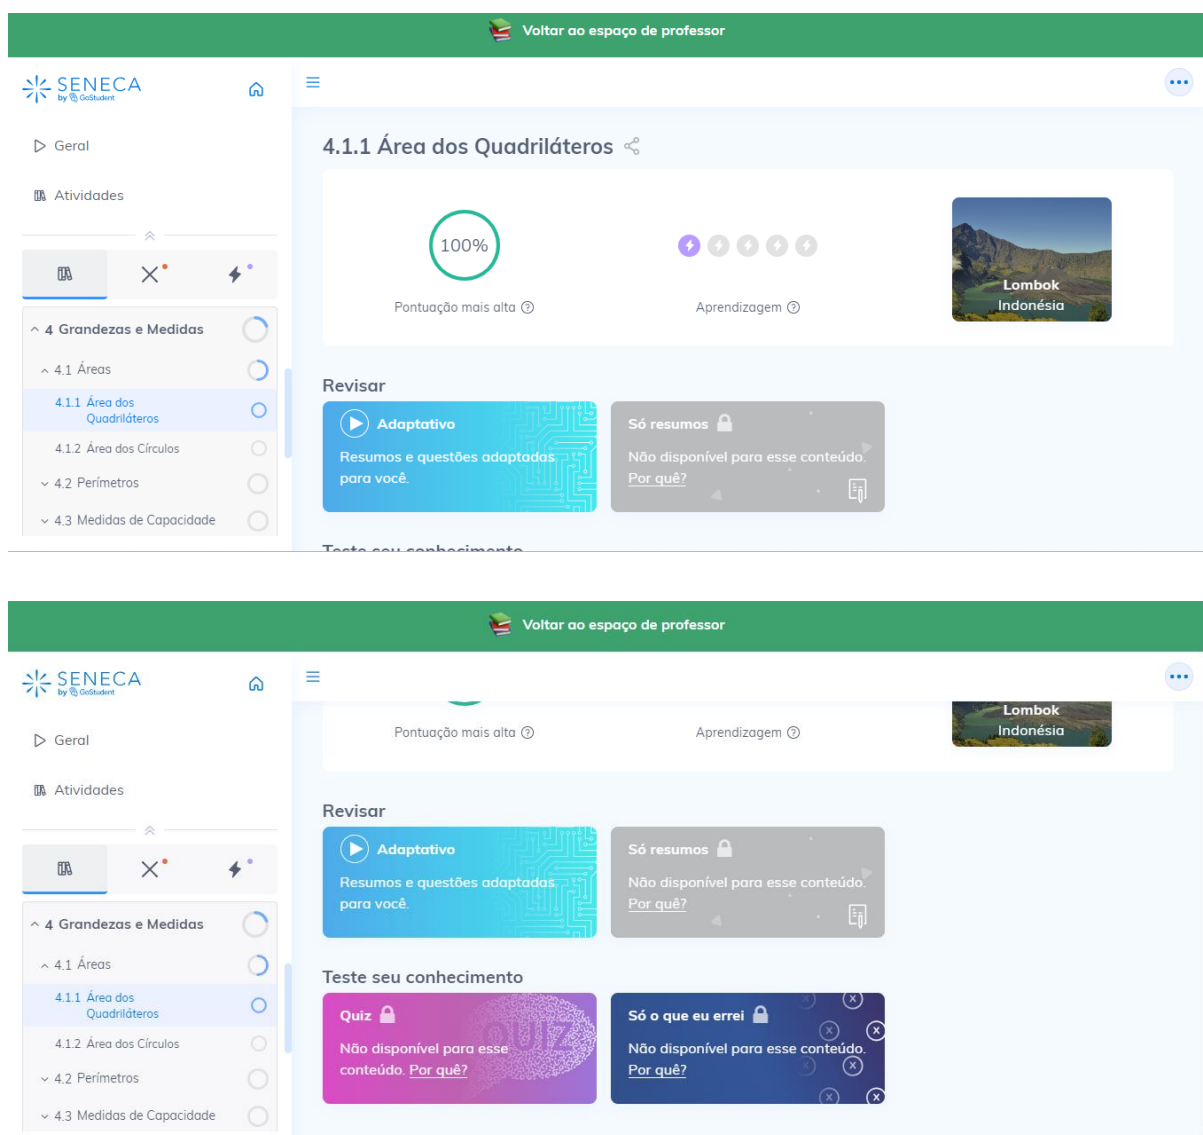 Voltar ao espaço de professor
SENECA
by GoStudent
Geral
Atividades
4 Grandezas e Medidas
4.1 Áreas
4.1.1 Área dos
Quadriláteros
4.1.2 Área dos Círculos
4.2 Perímetros
4.3 Medidas de Capacidade
4.1.1 Área dos Quadriláteros
100%
Pontuação mais alta
Aprendizagem
Lombok
Indonésia
Revisar
Adaptativo
Resumos e questões adaptadas
para você.
Só resumos
Não disponível para esse conteúdo.
Por quê?
Teste seu conhecimento
Voltar ao espaço de professor
SENECA
by GoStudent
Geral
Atividades
4 Grandezas e Medidas
4.1 Áreas
4.1.1 Área dos
Quadriláteros
4.1.2 Área dos Círculos
4.2 Perímetros
4.3 Medidas de Capacidade
Pontuação mais alta
Aprendizagem
Lombok
Indonésia
Revisar
Adaptativo
Resumos e questões adaptadas
para você.
Só resumos
Não disponível para esse conteúdo.
Por quê?
Teste seu conhecimento
Quiz
QUIZ
Não disponível para esse
conteúdo. Por quê?
Só o que eu errei
Não disponível para esse conteúdo.
Por quê?